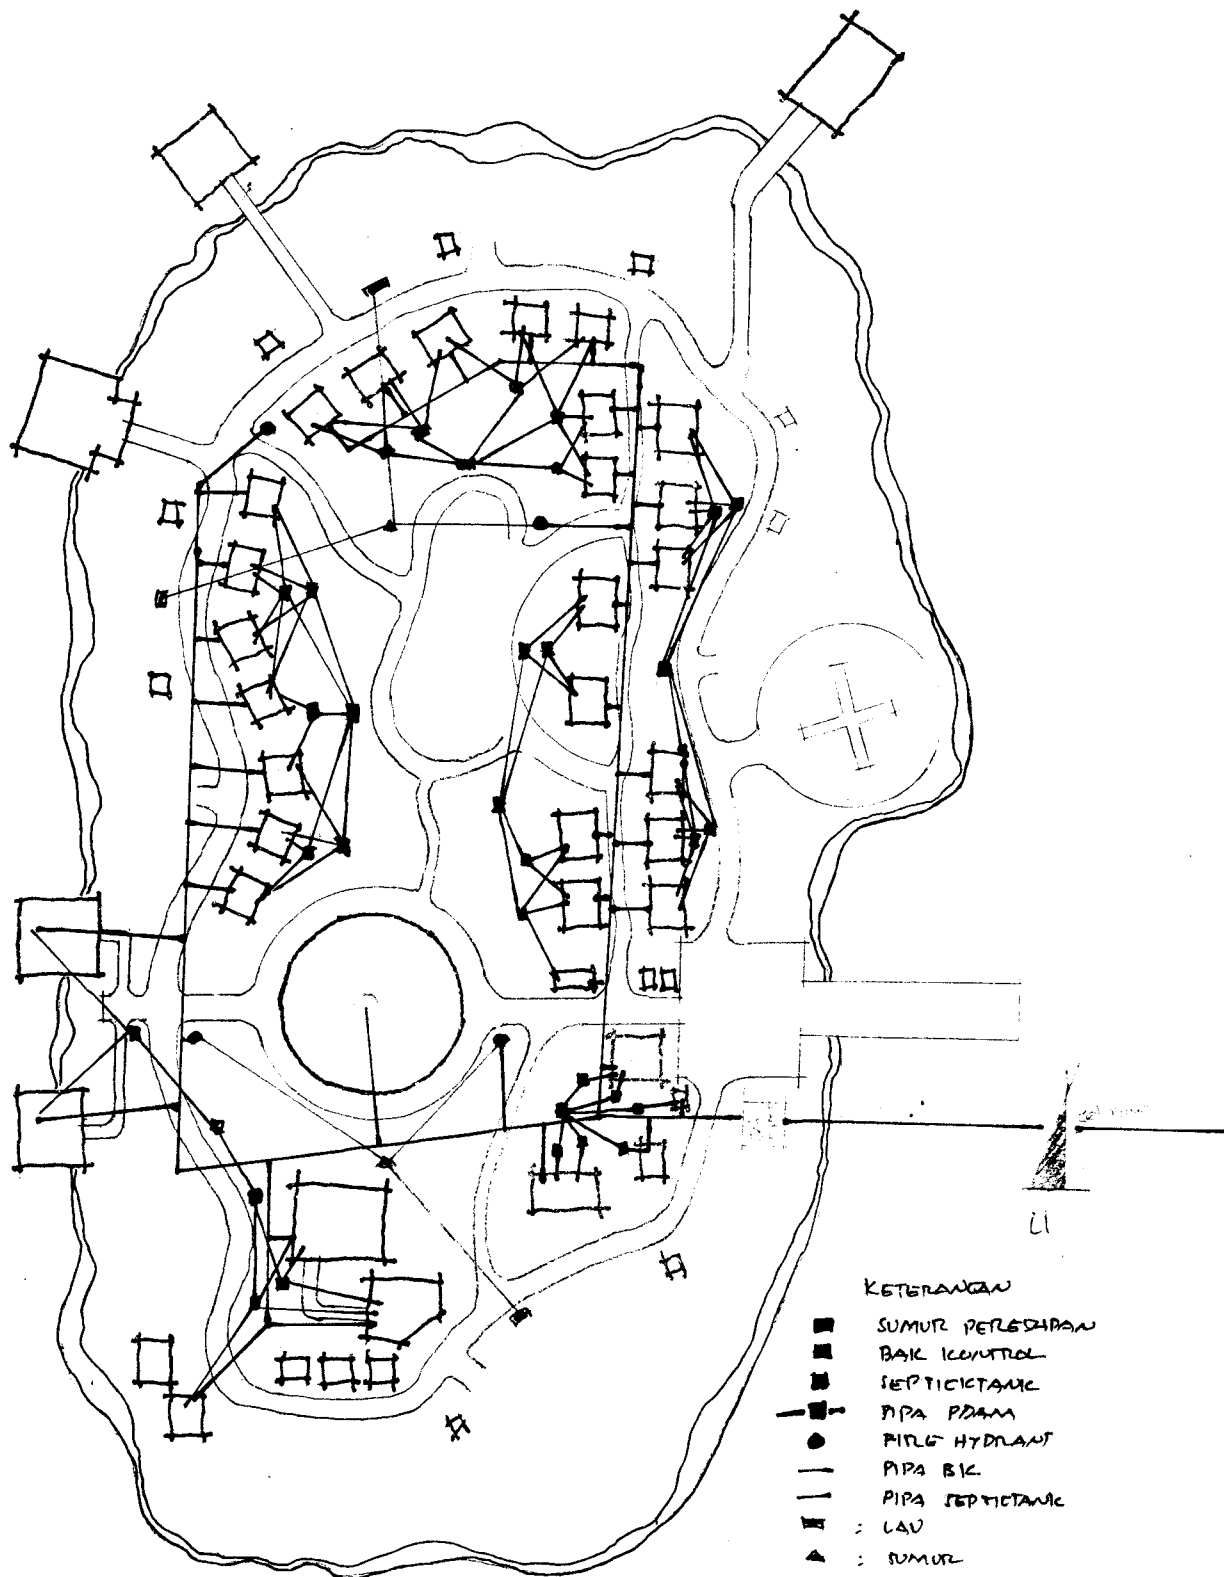 U
KETERANGAN
SUMUR PERESAPAN
BAK KONTROL
SEPTICKTANK
PIPA PDAM
FIRE HYDRANT
PIPA BK
PIPA SEPTICTANK
: LAU
: SUMUR